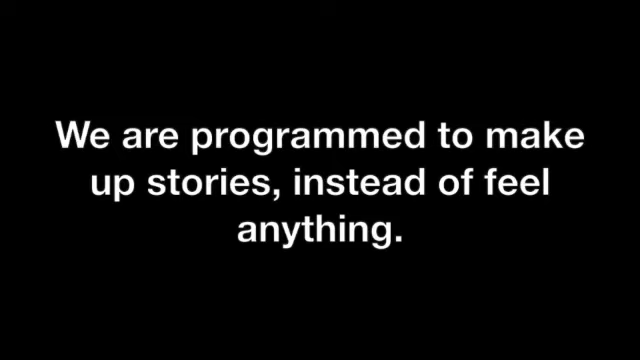 We are programmed to make
up stories, instead of feel
anything.